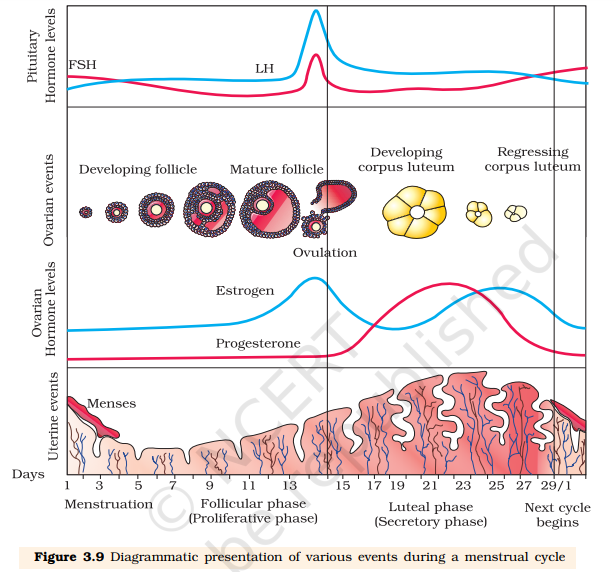 Pituitary
Hormone levels
FSH
LH
Ovarian events
Developing follicle
Mature follicle
Developing
corpus luteum
Regressing
corpus luteum
Ovulation
Ovarian
Hormone levels
Estrogen
Progesterone
Uterine events
Menses
Days
1 3 5 7 9 11 13 15 17 19 21 23 25 27 29/1
Menstruation
Follicular phase
(Proliferative phase)
Luteal phase
(Secretory phase)
Next cycle
begins
© NCERT
be republished
Figure 3.9 Diagrammatic presentation of various events during a menstrual cycle